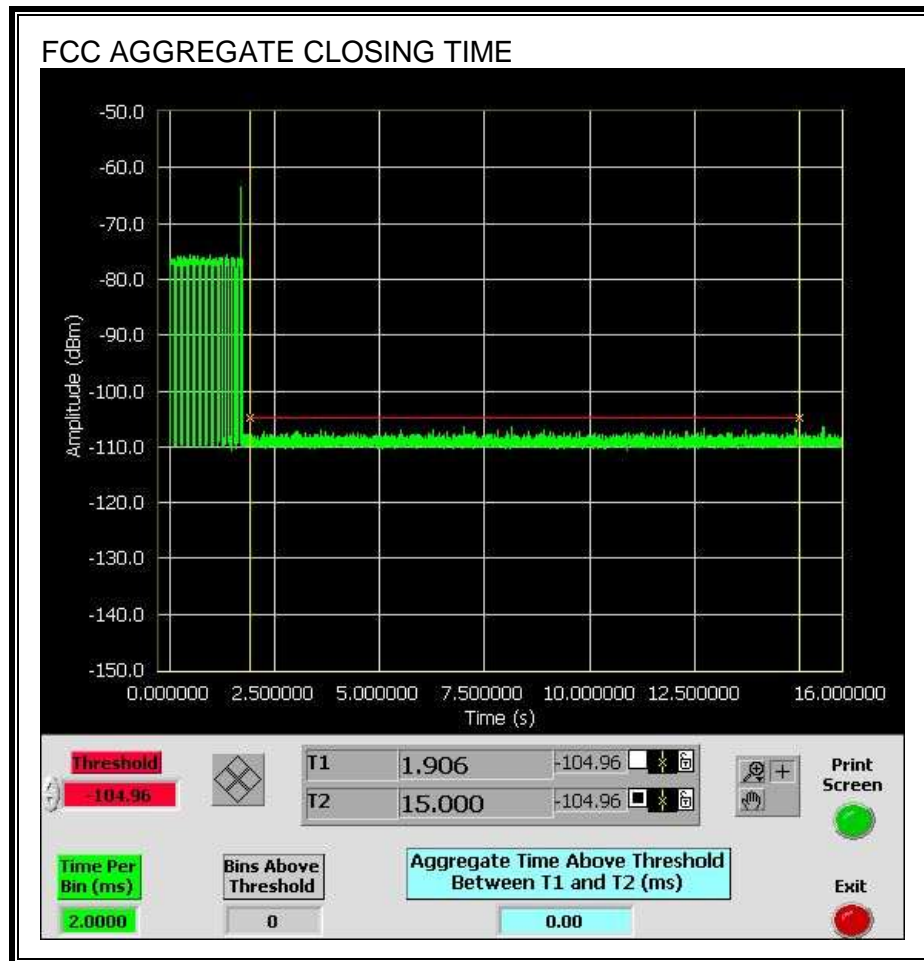 FCC AGGREGATE CLOSING TIME
-50.0
-60.0
-70.0
-80.0
-90.0
-100.0
-110.0
-120.0
-130.0
-140.0
-150.0
Amplitude (dBm)
0.000000 2.500000 5.000000 7.500000 10.000000 12.500000 16.000000
Time (s)
Threshold
-104.96
T1 1.906 -104.96
T2 15.000 -104.96
Print
Screen
Time Per
Bin (ms)
2.0000
Bins Above
Threshold
0
Aggregate Time Above Threshold
Between T1 and T2 (ms)
0.00
Exit